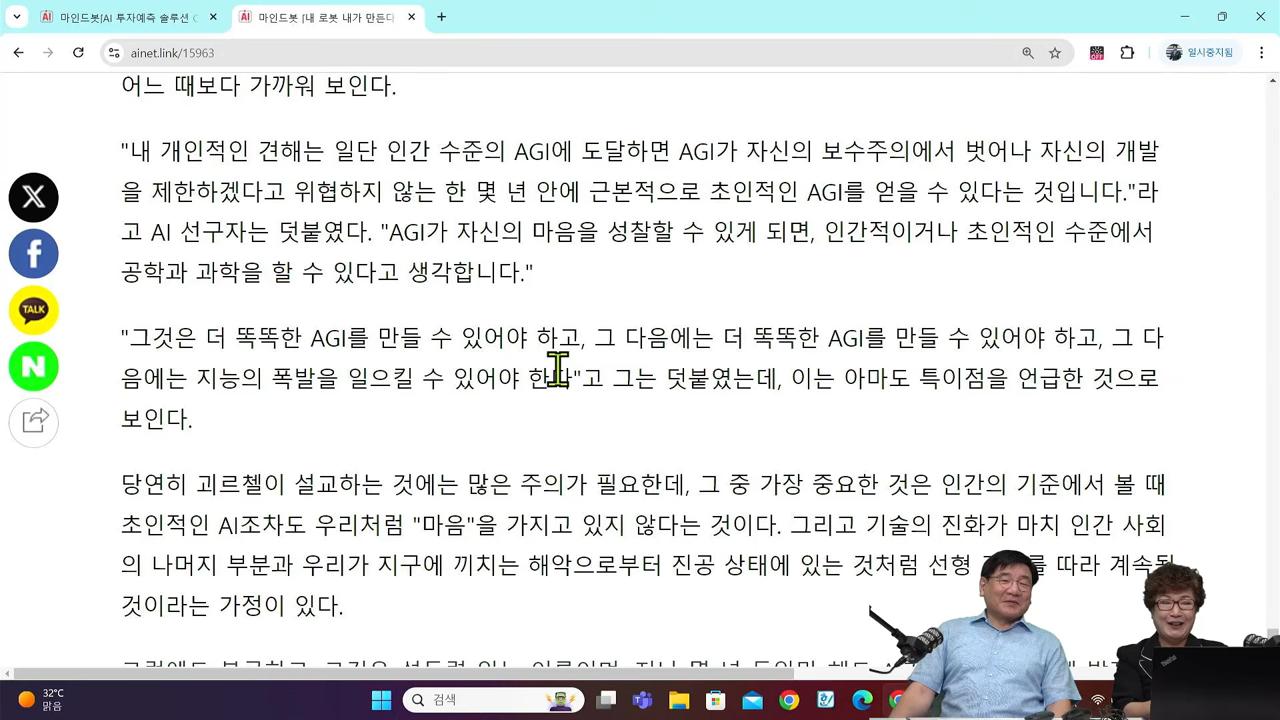 마인드봇[AI 투자예측 솔루션 C
마인드봇 [내 로봇 내가 만든다
ainet.link/15963
OFF
일시중지됨
어느 때보다 가까워 보인다.
"내 개인적인 견해는 일단 인간 수준의 AGI에 도달하면 AGI가 자신의 보수주의에서 벗어나 자신의 개발
을 제한하겠다고 위협하지 않는 한 몇 년 안에 근본적으로 초인적인 AGI를 얻을 수 있다는 것입니다."라
고 AI 선구자는 덧붙였다. "AGI가 자신의 마음을 성찰할 수 있게 되면, 인간적이거나 초인적인 수준에서
공학과 과학을 할 수 있다고 생각합니다."
"그것은 더 똑똑한 AGI를 만들 수 있어야 하고, 그 다음에는 더 똑똑한 AGI를 만들 수 있어야 하고, 그 다
음에는 지능의 폭발을 일으킬 수 있어야 한다"고 그는 덧붙였는데, 이는 아마도 특이점을 언급한 것으로
보인다.
당연히 괴르첼이 설교하는 것에는 많은 주의가 필요한데, 그 중 가장 중요한 것은 인간의 기준에서 볼 때
초인적인 AI조차도 우리처럼 "마음"을 가지고 있지 않다는 것이다. 그리고 기술의 진화가 마치 인간 사회
의 나머지 부분과 우리가 지구에 끼치는 해악으로부터 진공 상태에 있는 것처럼 선형 를 따라 계속될
것이라는 가정이 있다.
TALK
N
32°C
맑음
검색
ThinkPad